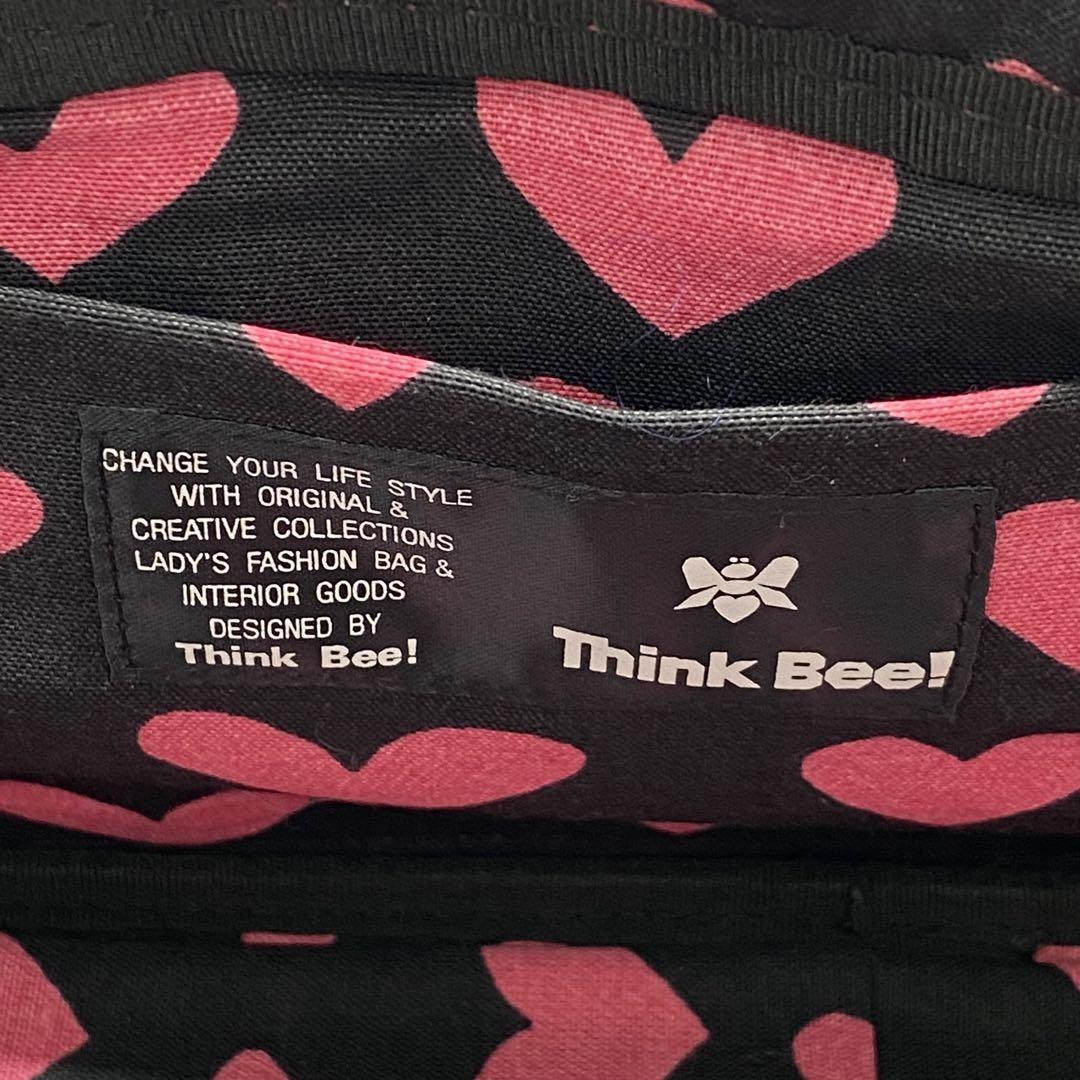 CHANGE YOUR LIFE STYLE
WITH ORIGINAL &
CREATIVE COLLECTIONS
LADY'S FASHION BAG &
INTERIOR GOODS
DESIGNED BY
Think Bee!
Think Bee!